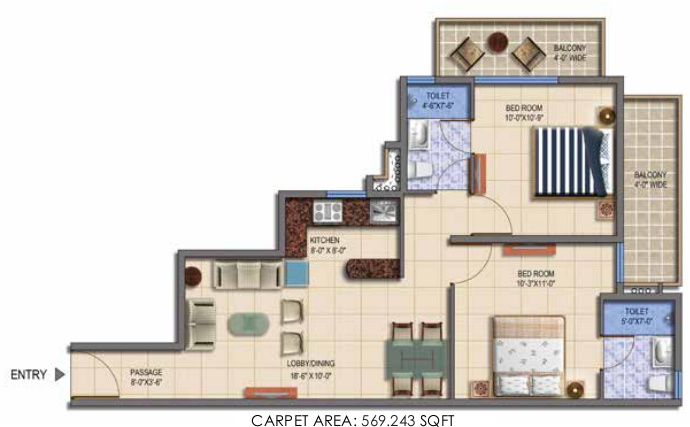 BALCONY
4'-0" WIDE
TOILET
4'-6"X7'-6"
BED ROOM
10'-0"X10'-9"
BALCONY
4'-0" WIDE
KITCHEN
8'-0" X 8'-0"
BED ROOM
10'-3"X11'-0"
TOILET
5'-0"X7'-0"
LOBBY/DINING
18'-6" X 10'-0"
ENTRY
PASSAGE
8'-0"X3'-6"
CARPET AREA: 569.243 SQFT